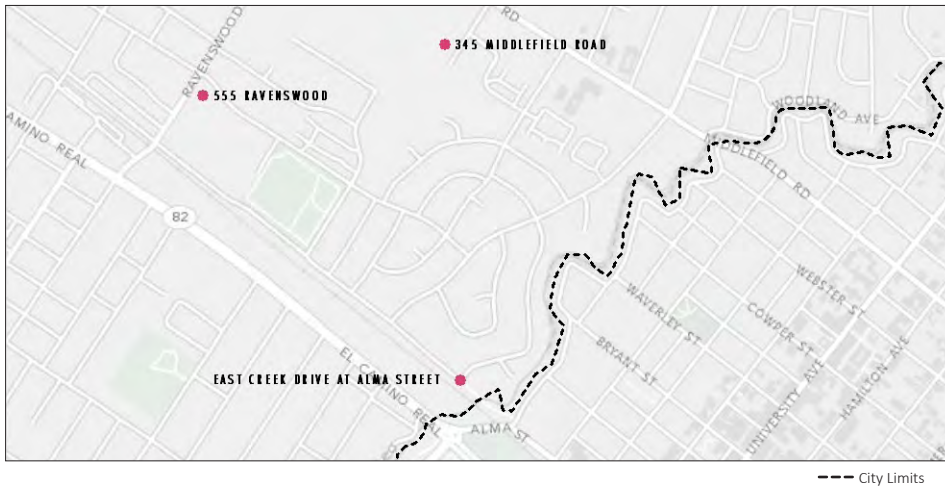 RD
345 MIDDLEFIELD ROAD
RAVENSWOOD
555 RAVENSWOOD
WOODLAND AVE
AMINO REAL
MIDDLEFIELD RD
82
WEBSTER ST
WAVERLEY ST
COWPER ST
BRYANT ST
HAMILTON AVE
UNIVERSITY AVE
EL CAMINO REAL
EAST CREEK DRIVE AT ALMA STREET
ALMA ST
City Limits